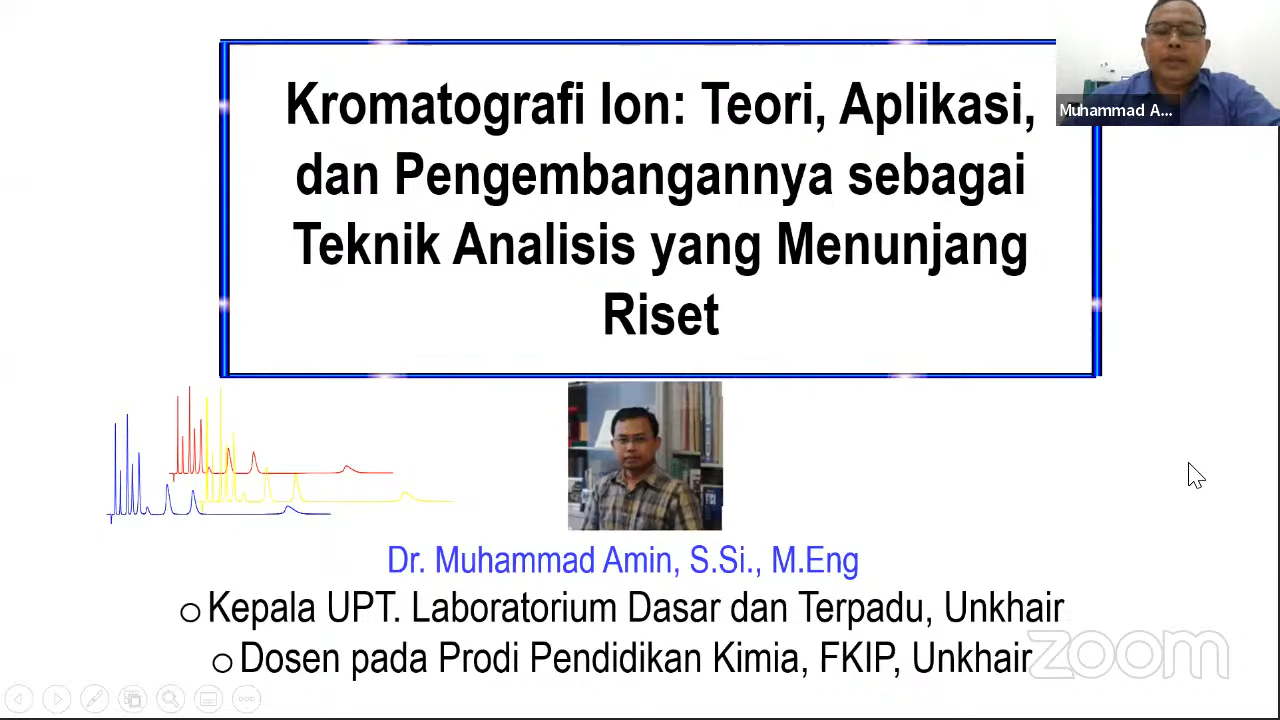 Kromatografi Ion: Teori, Aplikasi,
dan Pengembangannya sebagai
Teknik Analisis yang Menunjang
Riset
Muhammad A...
Dr. Muhammad Amin, S.Si., M.Eng
o Kepala UPT. Laboratorium Dasar dan Terpadu, Unkhair
o Dosen pada Prodi Pendidikan Kimia, FKIP, Unkhair
zoom